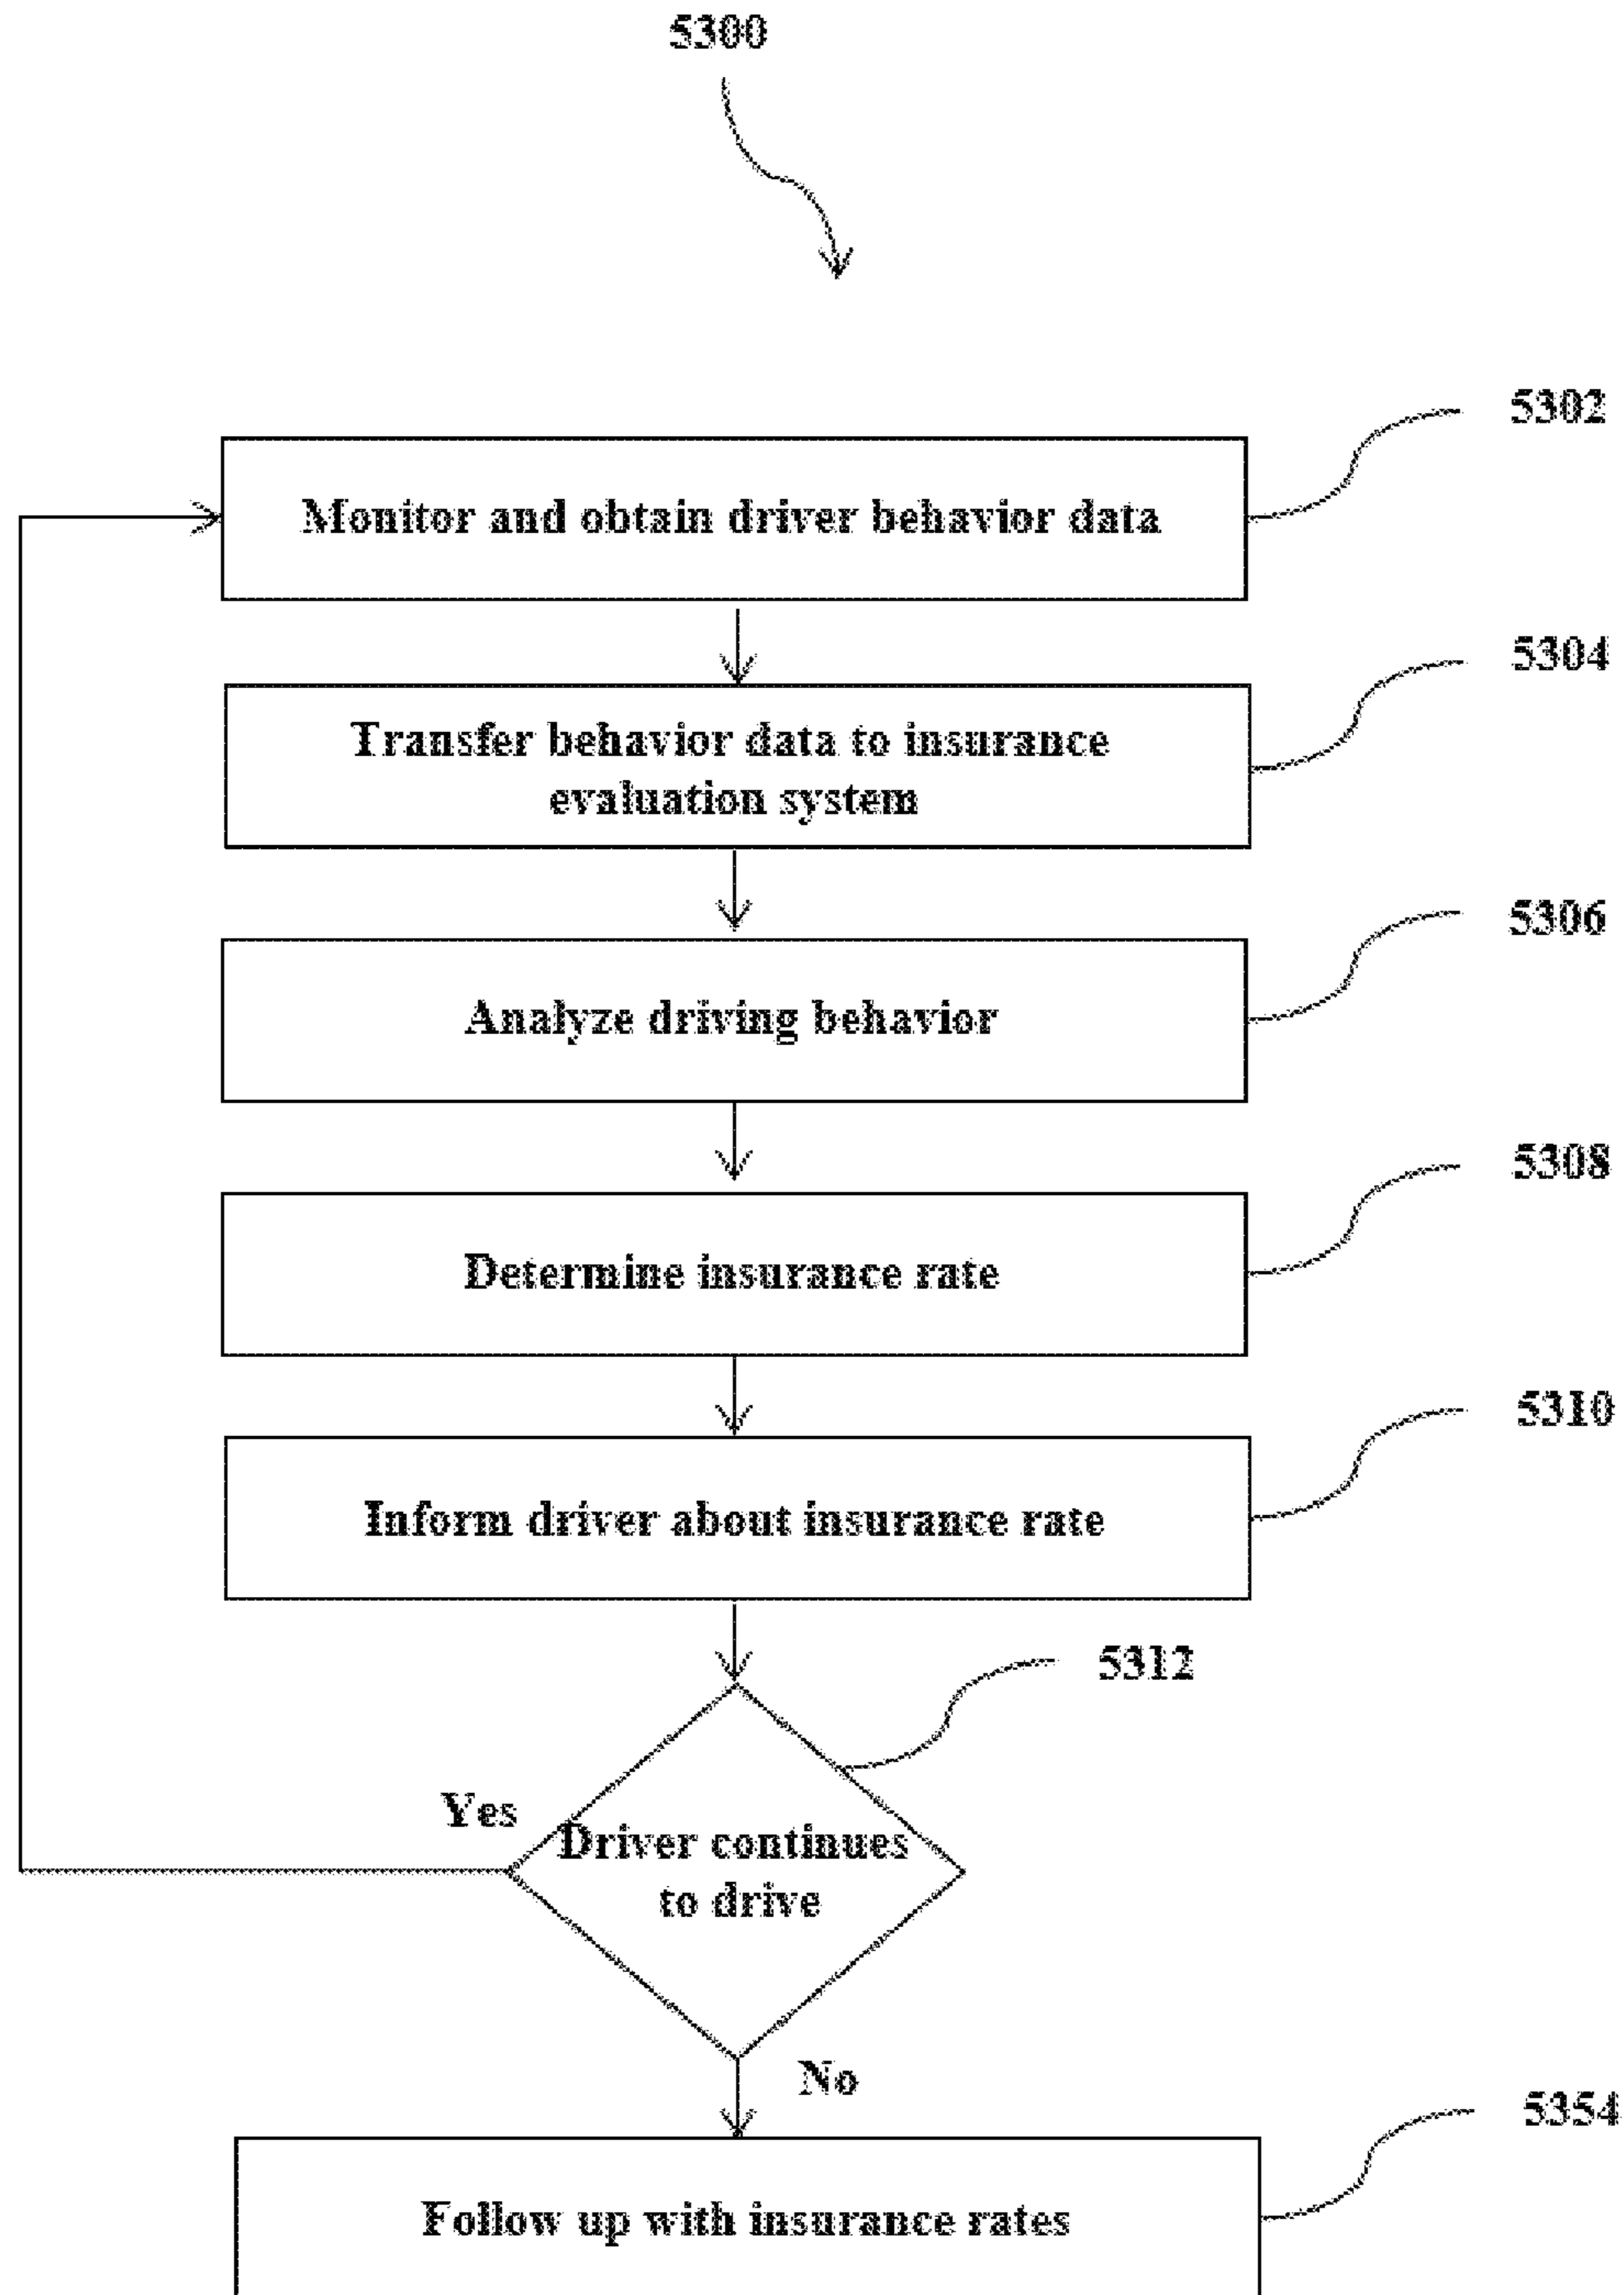 5300
5302
Monitor and obtain driver behavior data
5304
Transfer behavior data to insurance
evaluation system
5306
Analyze driving behavior
5308
Determine insurance rate
5310
Inform driver about insurance rate
5312
Yes
Driver continues
to drive
No
5354
Follow up with insurance rates